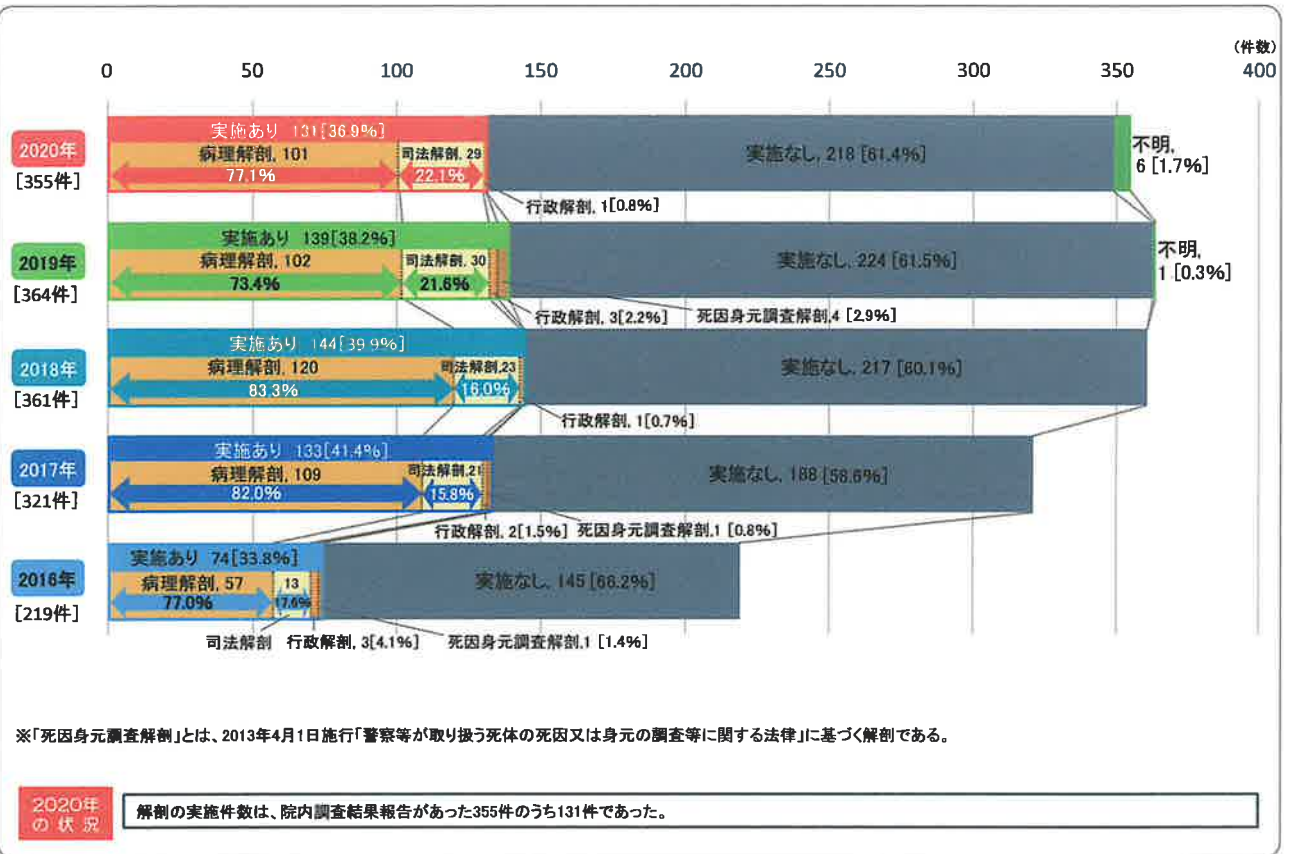 (件数)
0 50 100 150 200 250 300 350 400
実施あり 131[36.9%]
2020年
[355件]
病理解剖, 101
77.1%
司法解剖, 29
22.1%
実施なし, 218 [61.4%]
不明,
6 [1.7%]
行政解剖, 1[0.8%]
実施あり 139[38.2%]
2019年
[364件]
病理解剖, 102
73.4%
司法解剖, 30
21.6%
実施なし, 224 [61.5%]
不明,
1 [0.3%]
行政解剖, 3[2.2%] 死因身元調査解剖,4 [2.9%]
実施あり 144[39.9%]
2018年
[361件]
病理解剖, 120
83.3%
司法解剖,23
16.0%
実施なし, 217 [60.1%]
行政解剖, 1[0.7%]
実施あり 133[41.4%]
2017年
[321件]
病理解剖, 109
82.0%
司法解剖,21
15.8%
実施なし, 188 [58.6%]
行政解剖, 2[1.5%] 死因身元調査解剖,1 [0.8%]
実施あり 74[33.8%]
2016年
[219件]
病理解剖, 57
77.0%
13
17.6%
実施なし, 145 [66.2%]
司法解剖 行政解剖, 3[4.1%] 死因身元調査解剖,1 [1.4%]
※「死因身元調査解剖」とは、2013年4月1日施行「警察等が取り扱う死体の死因又は身元の調査等に関する法律」に基づく解剖である。
2020年
の 状 況
解剖の実施件数は、院内調査結果報告があった355件のうち131件であった。